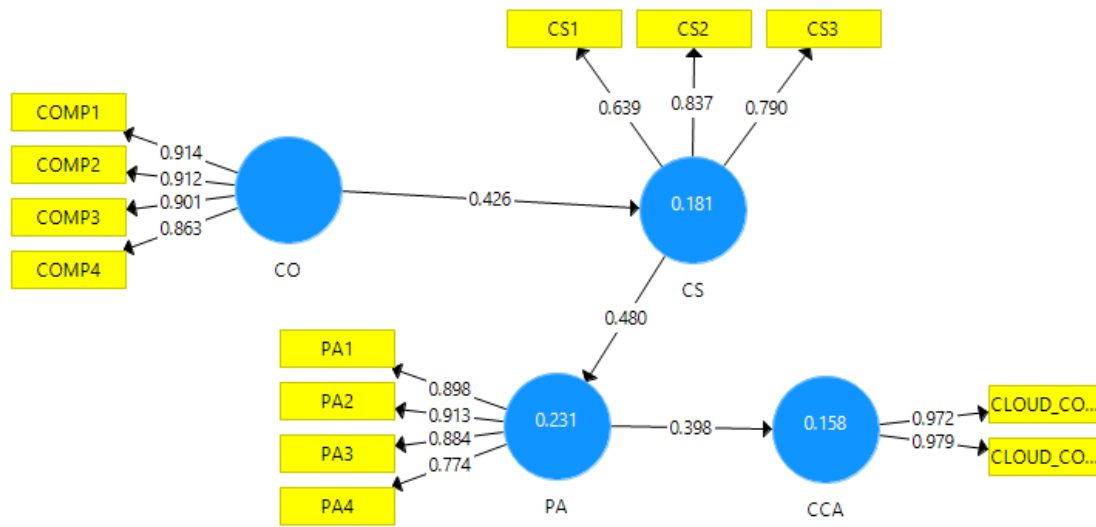 CS1
CS2
CS3
0.639
0.837
0.790
COMP1
COMP2
COMP3
COMP4
0.914
0.912
0.901
0.863
CO
0.426
0.181
CS
0.480
PA1
PA2
PA3
PA4
0.898
0.913
0.884
0.774
0.231
PA
0.398
0.158
CCA
0.972
0.979
CLOUD_CO...
CLOUD_CO...